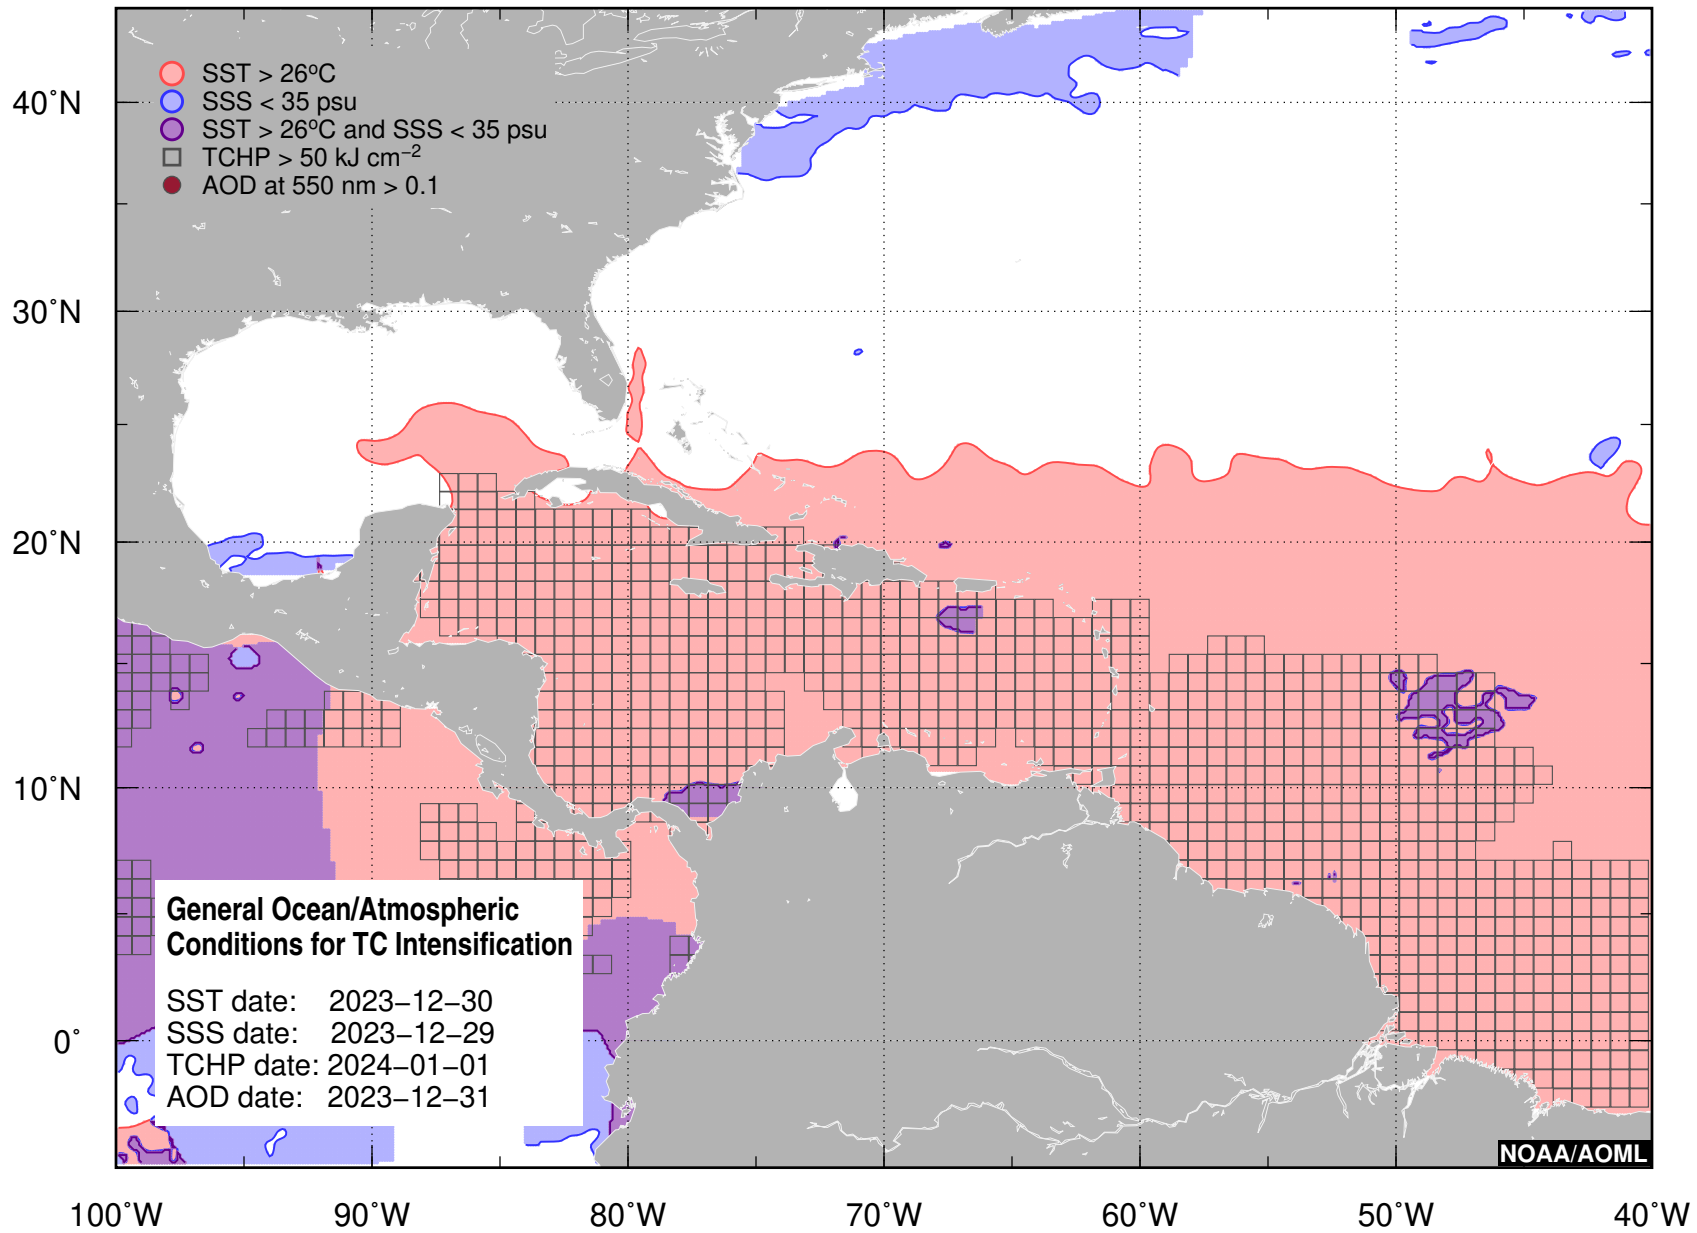 SST > 26ºC
SSS < 35 psu
SST > 26ºC and SSS < 35 psu
TCHP > 50 kJ cm⁻²
AOD at 550 nm > 0.1
40˚N
30˚N
20˚N
10˚N
0˚
General Ocean/Atmospheric
Conditions for TC Intensification
SST date: 2023−12−30
SSS date: 2023−12−29
TCHP date: 2024−01−01
AOD date: 2023−12−31
NOAA/AOML
100˚W 90˚W 80˚W 70˚W 60˚W 50˚W 40˚W